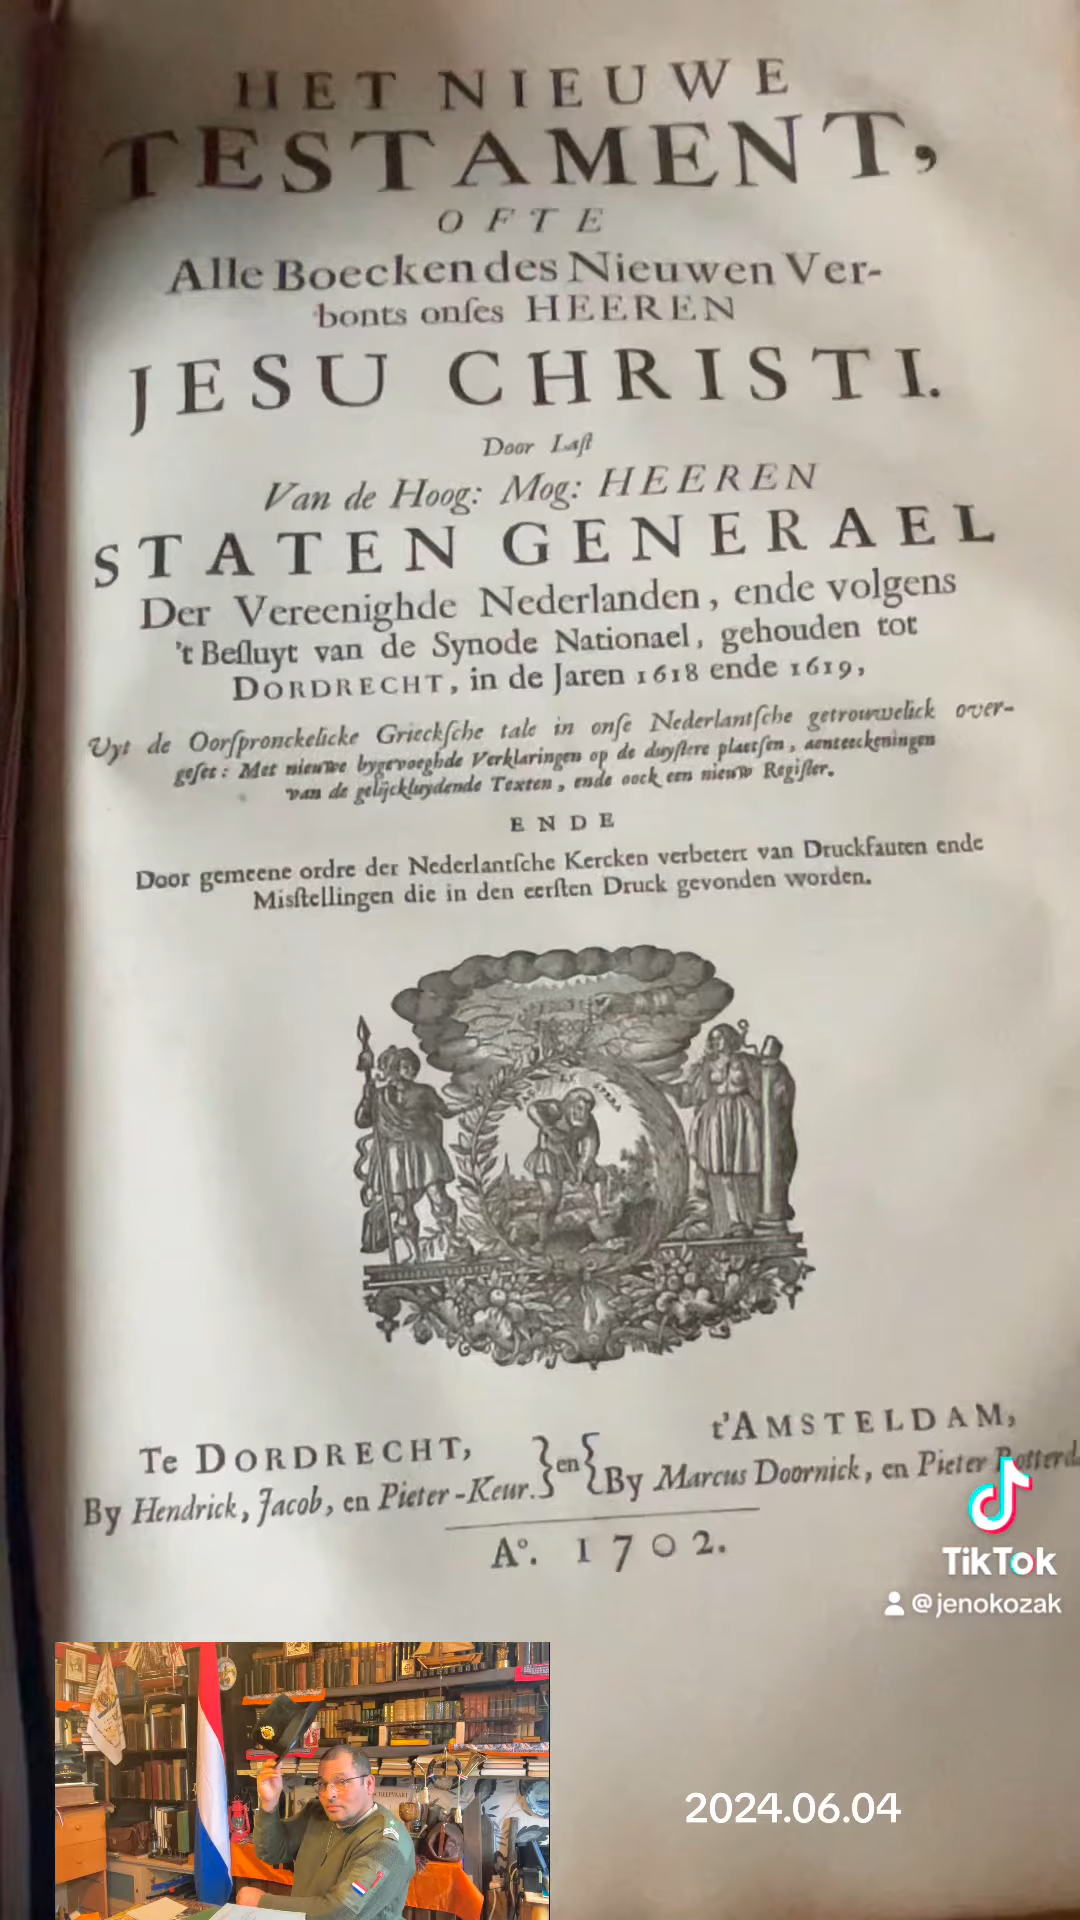 HET NIEUWE
TESTAMENT,
OFTE
Alle Boecken des Nieuwen Ver-
bonts onſes HEEREN
JESU CHRISTI.
Door Laſt
Van de Hoog: Mog: HEEREN
STATEN GENERAEL
Der Vereenighde Nederlanden, ende volgens
't Beſluyt van de Synode Nationael, gehouden tot
DORDRECHT, in de Jaren 1618 ende 1619,
Uyt de Oorſpronckelicke Grieckſche tale in onſe Nederlantſche getrouwelick over-
geſet: Met nieuwe bygevoeghde Verklaringen op de duyſtere plaetſen, aenteeckeningen
van de gelijckluydende Texten, ende oock een nieuw Regiſter.
ENDE
Door gemeene ordre der Nederlantſche Kercken verbetert van Druckfauten ende
Misſtellingen die in den eerſten Druck gevonden worden.
Te DORDRECHT,
By Hendrick, Jacob, en Pieter-Keur.
en
t'AMSTELDAM,
By Marcus Doornick, en Pieter Rotterd
Aº. 1702.
TikTok
@jenokozak
2024.06.04